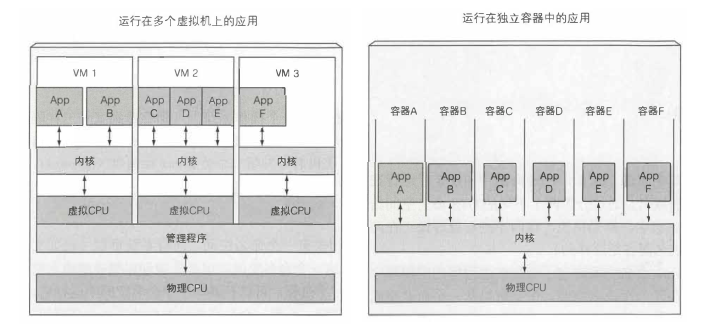 运行在多个虚拟机上的应用
VM 1
VM 2
VM 3
App A
App B
App C
App D
App E
App F
内核
内核
内核
虚拟CPU
虚拟CPU
虚拟CPU
管理程序
物理CPU
运行在独立容器中的应用
容器A
容器B
容器C
容器D
容器E
容器F
App A
App B
App C
App D
App E
App F
内核
物理CPU